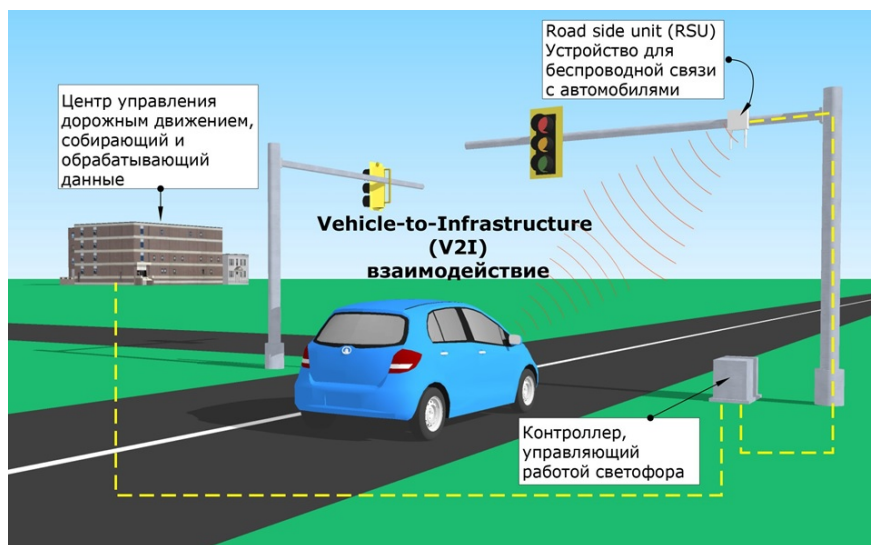 Road side unit (RSU)
Устройство для
беспроводной связи
с автомобилями
Центр управления
дорожным движением,
собирающий и
обрабатывающий
данные
Vehicle-to-Infrastructure
(V2I)
взаимодействие
Контроллер,
управляющий
работой светофора